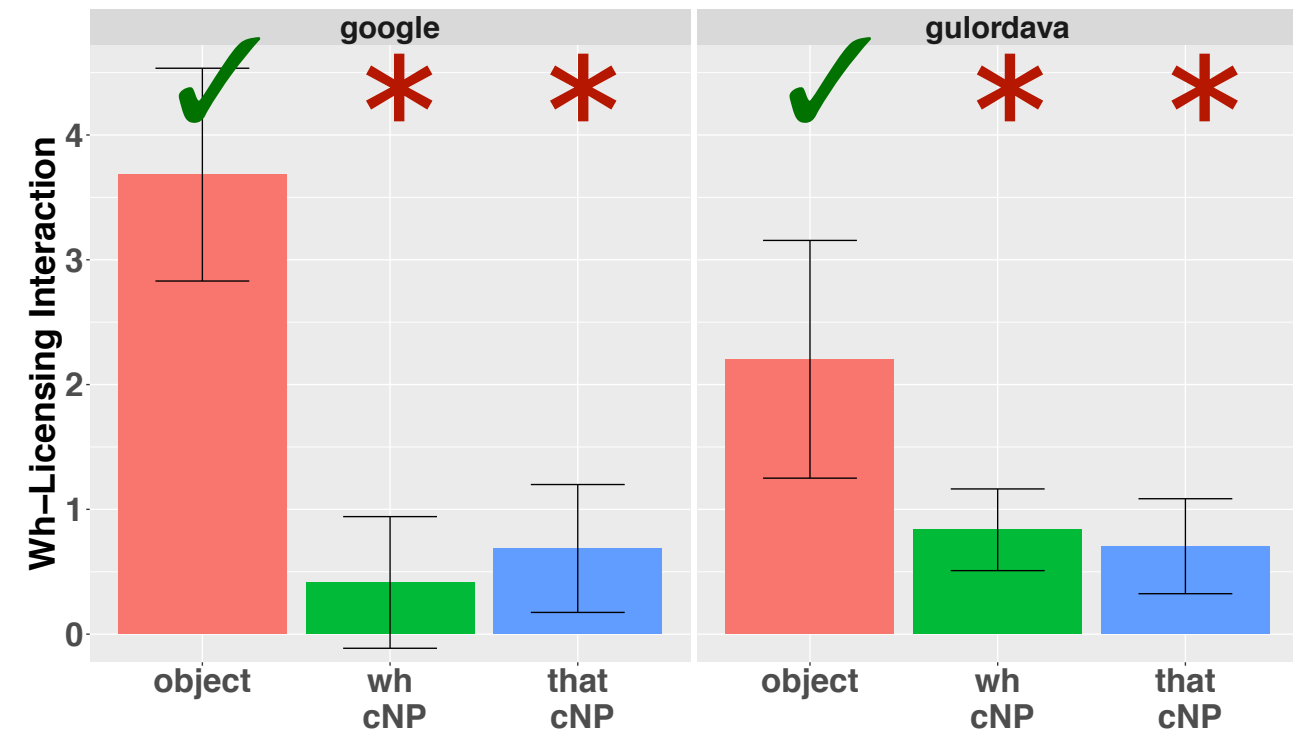 google
gulordava
✓ * *
✓ * *
Wh–Licensing Interaction
4
3
2
1
0
object
wh
cNP
that
cNP
object
wh
cNP
that
cNP